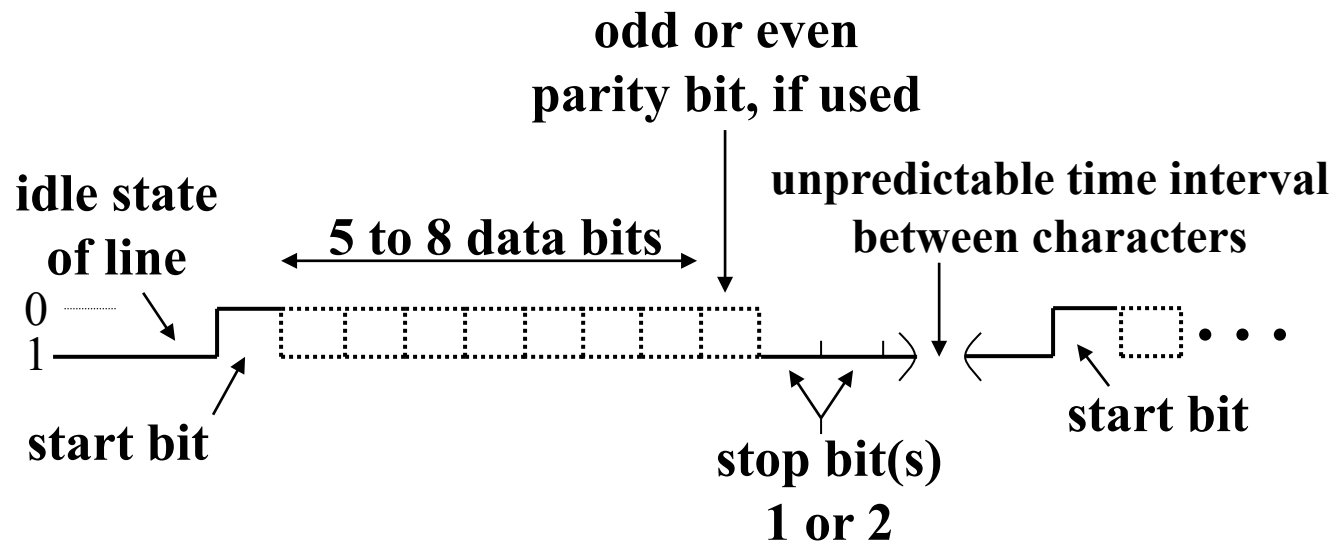 odd or even
parity bit, if used
idle state
of line
5 to 8 data bits
unpredictable time interval
between characters
0
1
start bit
stop bit(s)
1 or 2
start bit